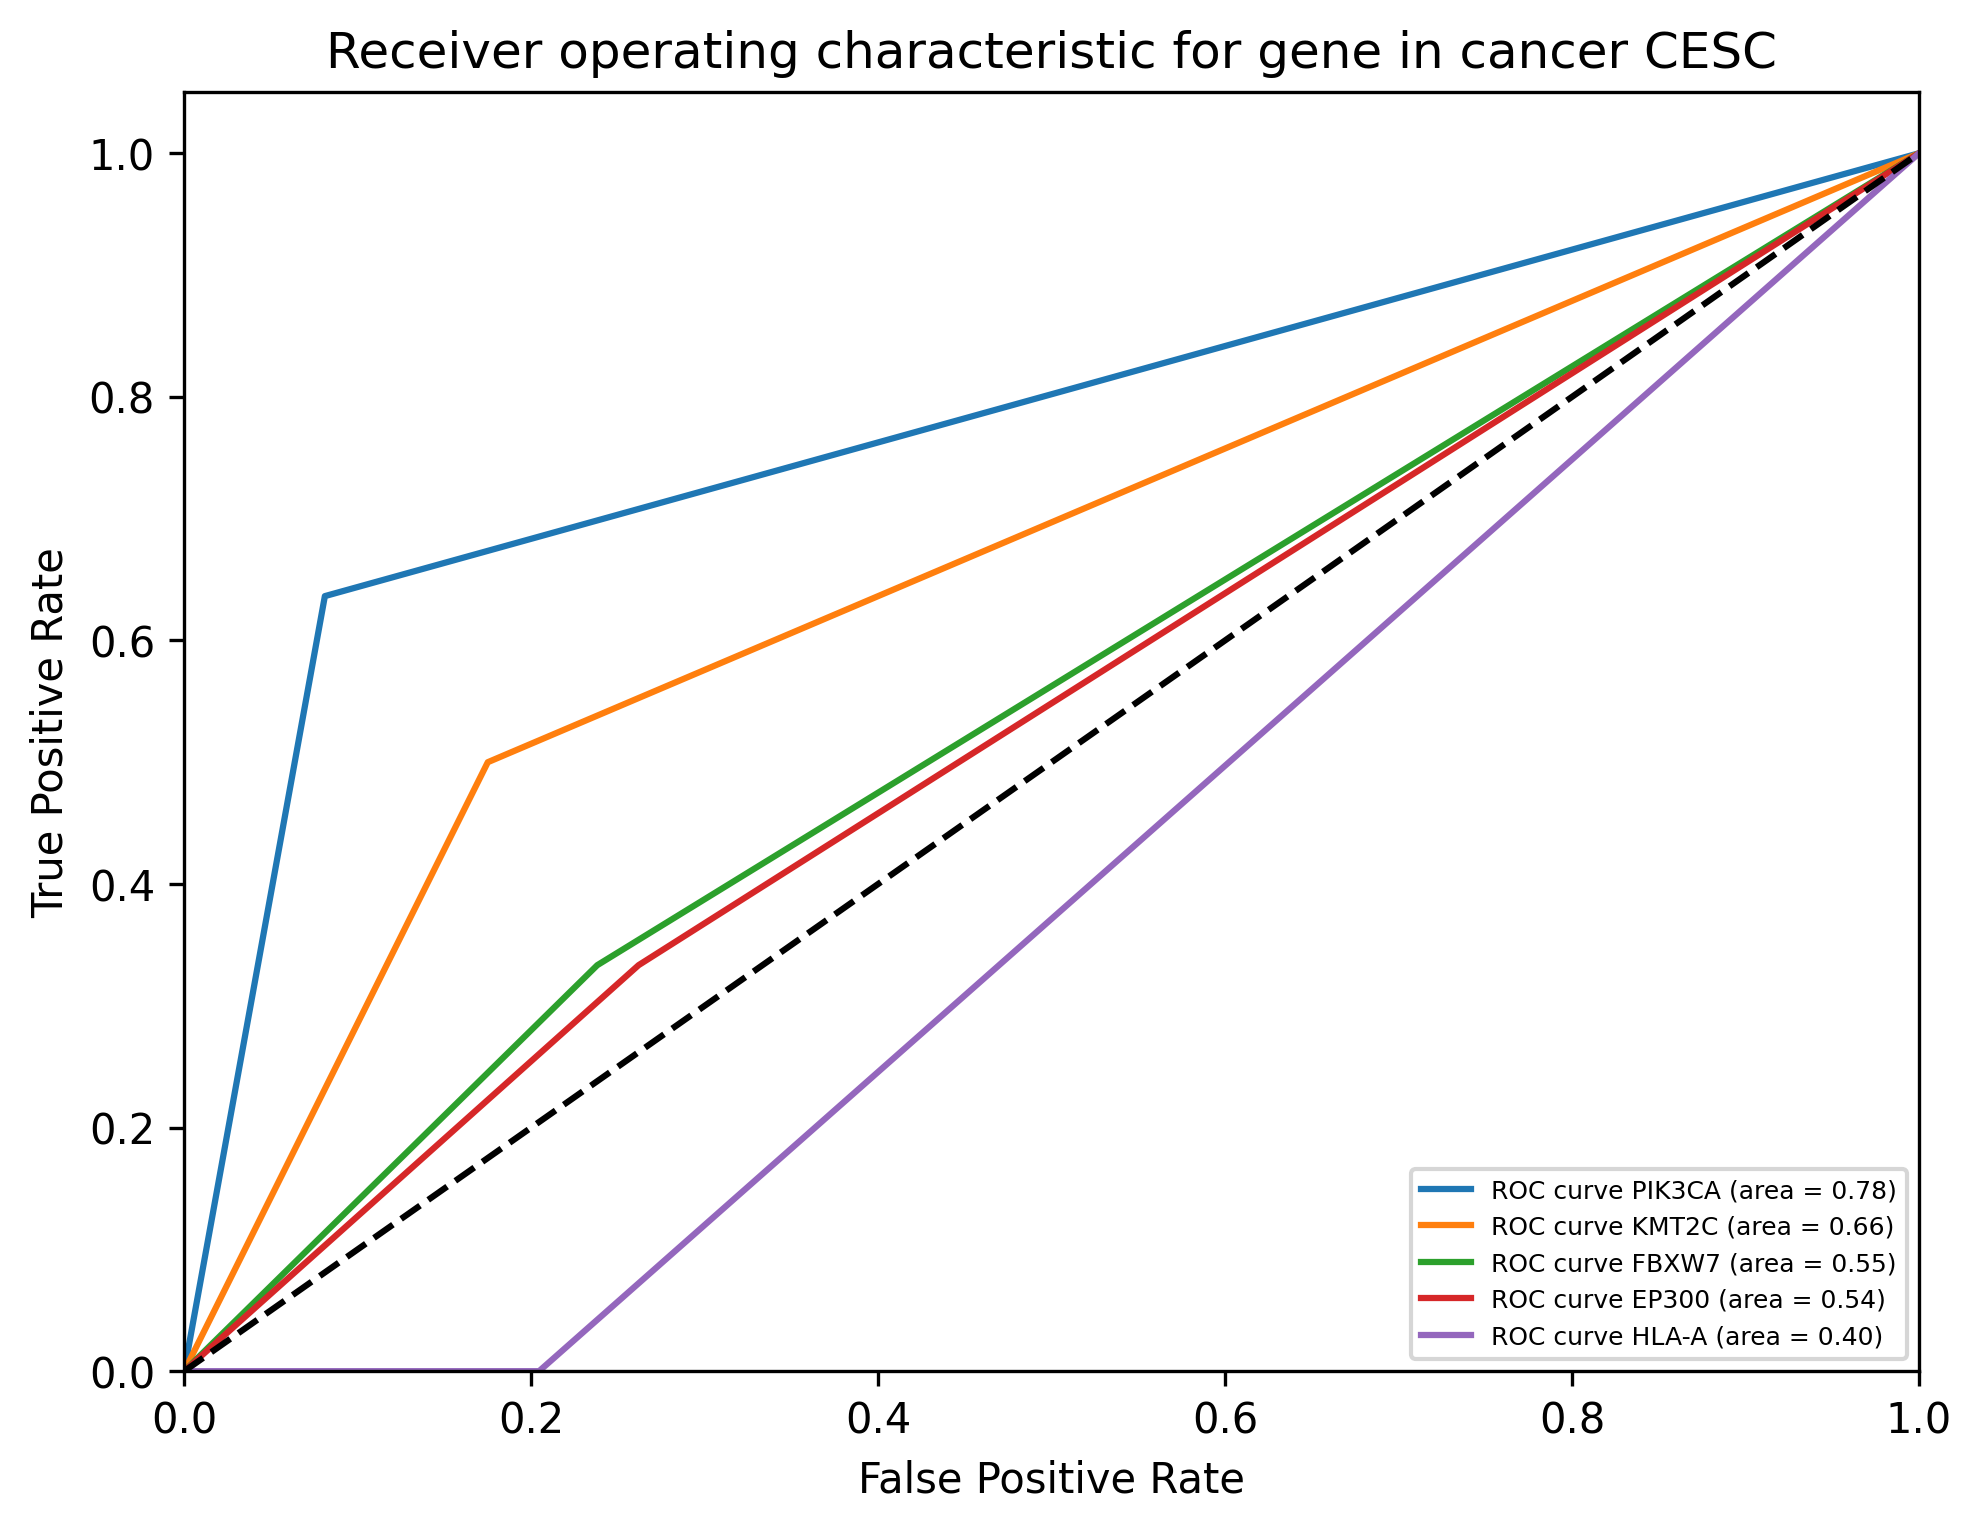 Receiver operating characteristic for gene in cancer CESC
1.0
0.8
0.6
0.4
0.2
0.0
True Positive Rate
ROC curve PIK3CA (area = 0.78)
ROC curve KMT2C (area = 0.66)
ROC curve FBXW7 (area = 0.55)
ROC curve EP300 (area = 0.54)
ROC curve HLA-A (area = 0.40)
0.0 0.2 0.4 0.6 0.8 1.0
False Positive Rate